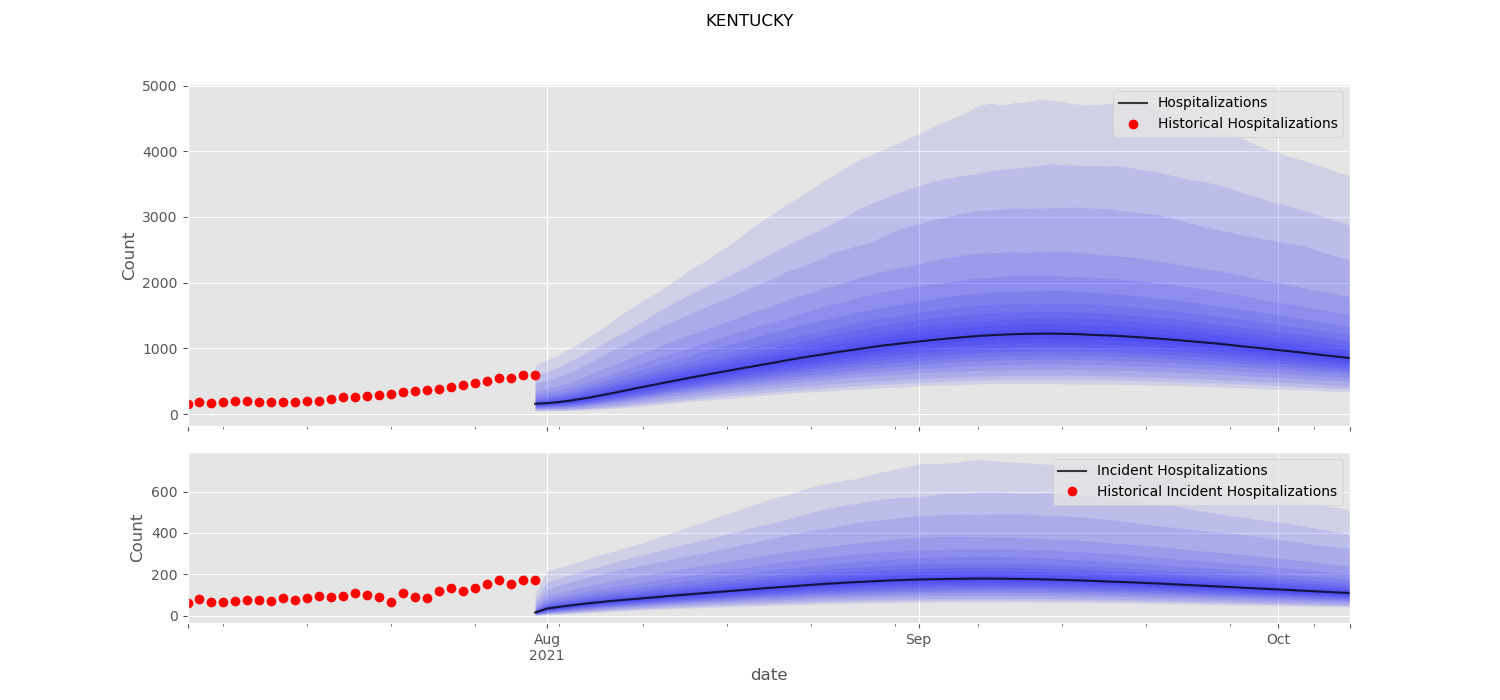 KENTUCKY
5000
4000
3000
2000
1000
0
Count
Hospitalizations
Historical Hospitalizations
600
400
200
0
Count
Incident Hospitalizations
Historical Incident Hospitalizations
Aug
2021
Sep
Oct
date